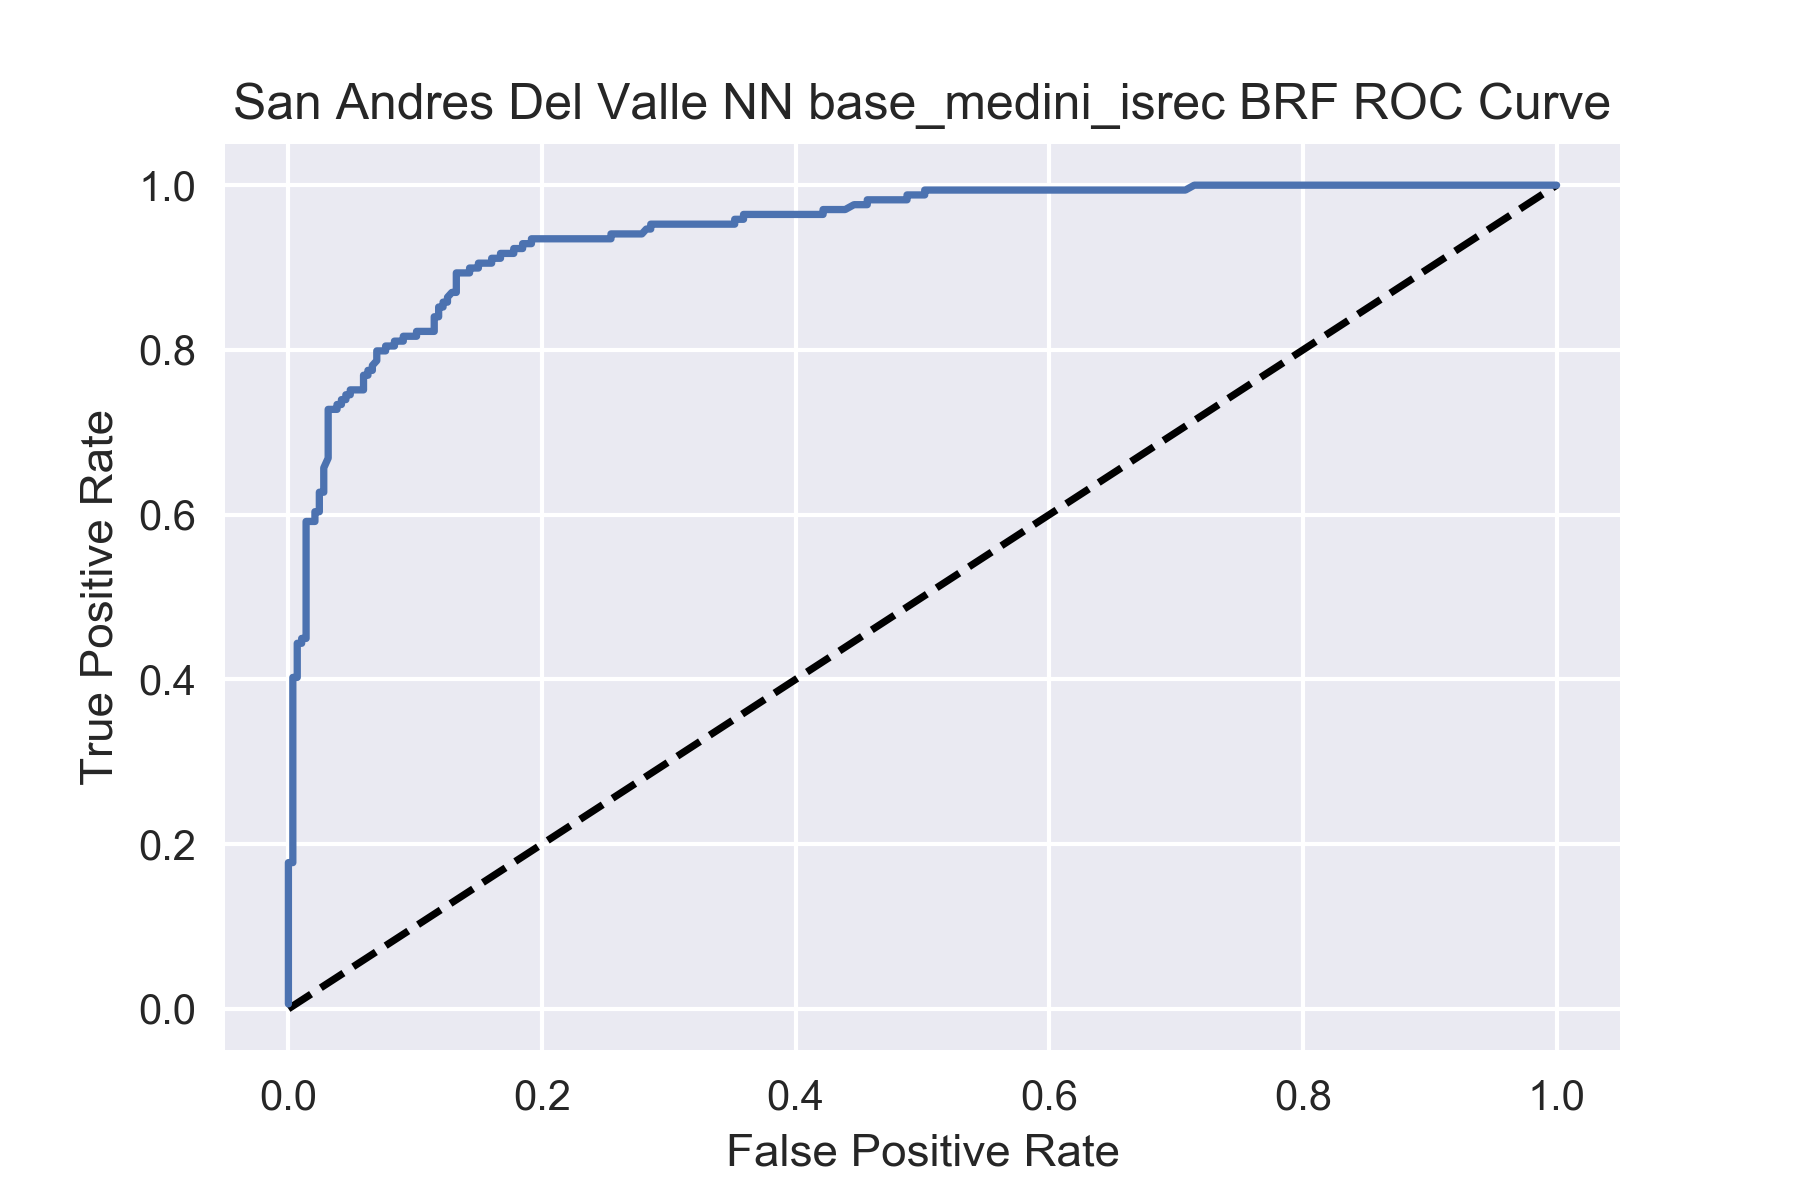 San Andres Del Valle NN base_medini_isrec BRF ROC Curve
1.0
0.8
0.6
0.4
0.2
0.0
True Positive Rate
0.0 0.2 0.4 0.6 0.8 1.0
False Positive Rate